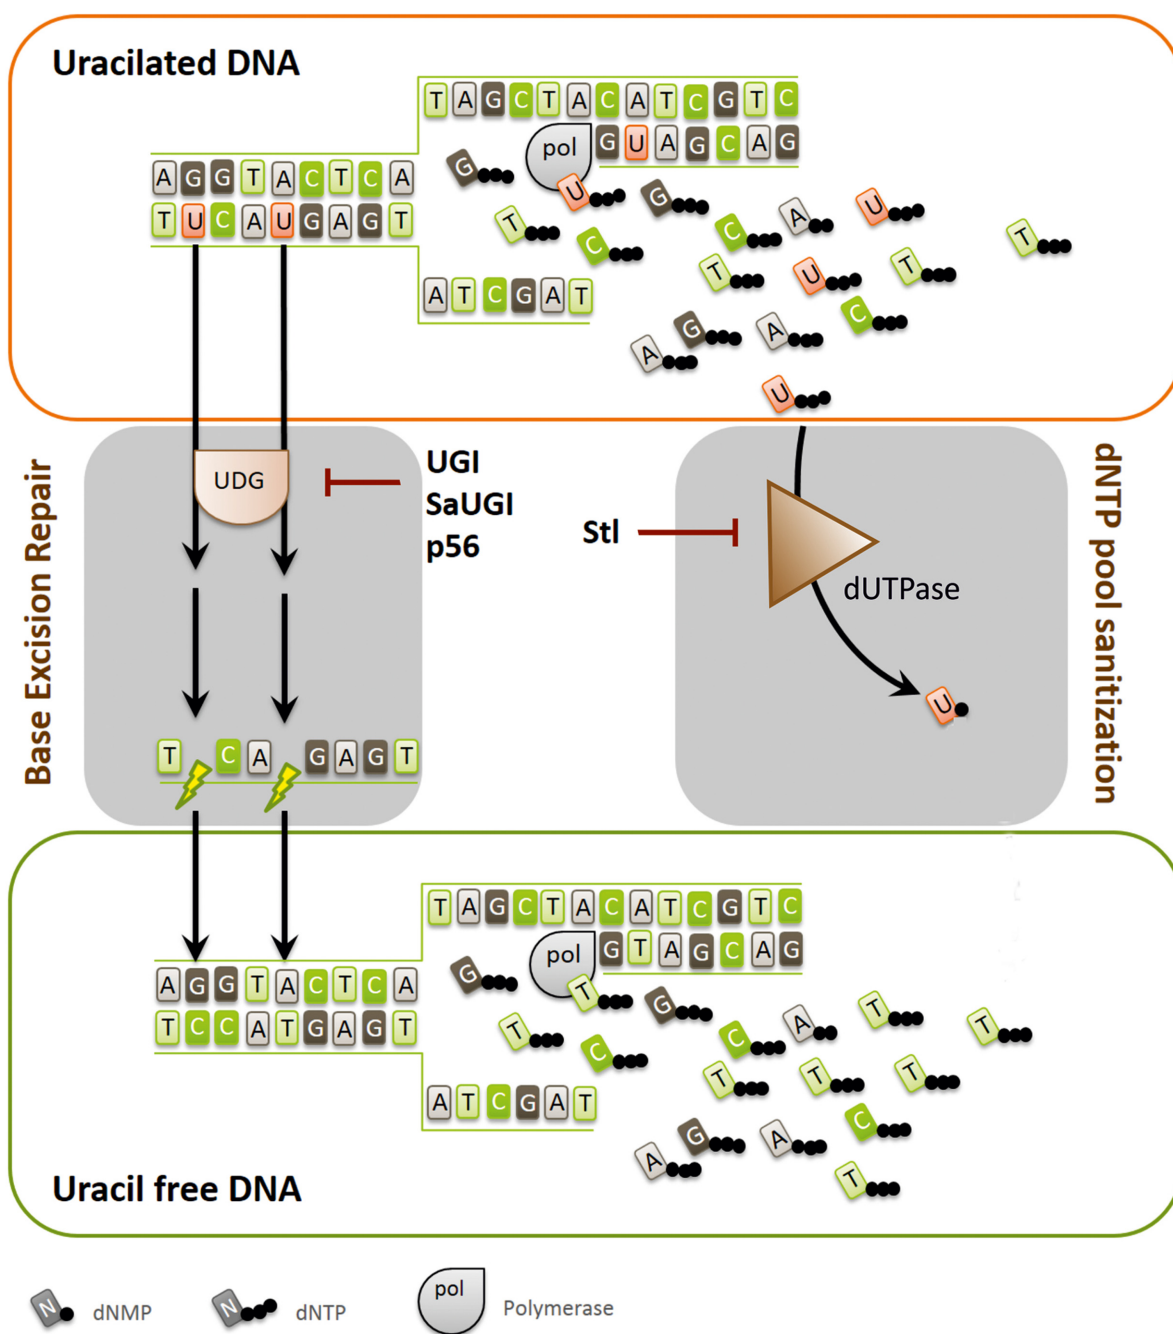 Uracilated DNA
T A G C T A C A T C G T C
pol G U A G C A G
A G G T A C T C A
T U C A U G A G T
G U G C A U
T C T U T T
A T C G A T
A G A C
U
Base Excision Repair
UDG
UGI
SaUGI
p56
Stl
dUTPase
dNTP pool sanitization
U
T C A G A G T
T A G C T A C A T C G T C
pol G T A G C A G
A G G T A C T C A
T C C A T G A G T
G T G C A T T
T C T T T
A T C G A T
A G A C
T
Uracil free DNA
N dNMP
N dNTP
pol Polymerase